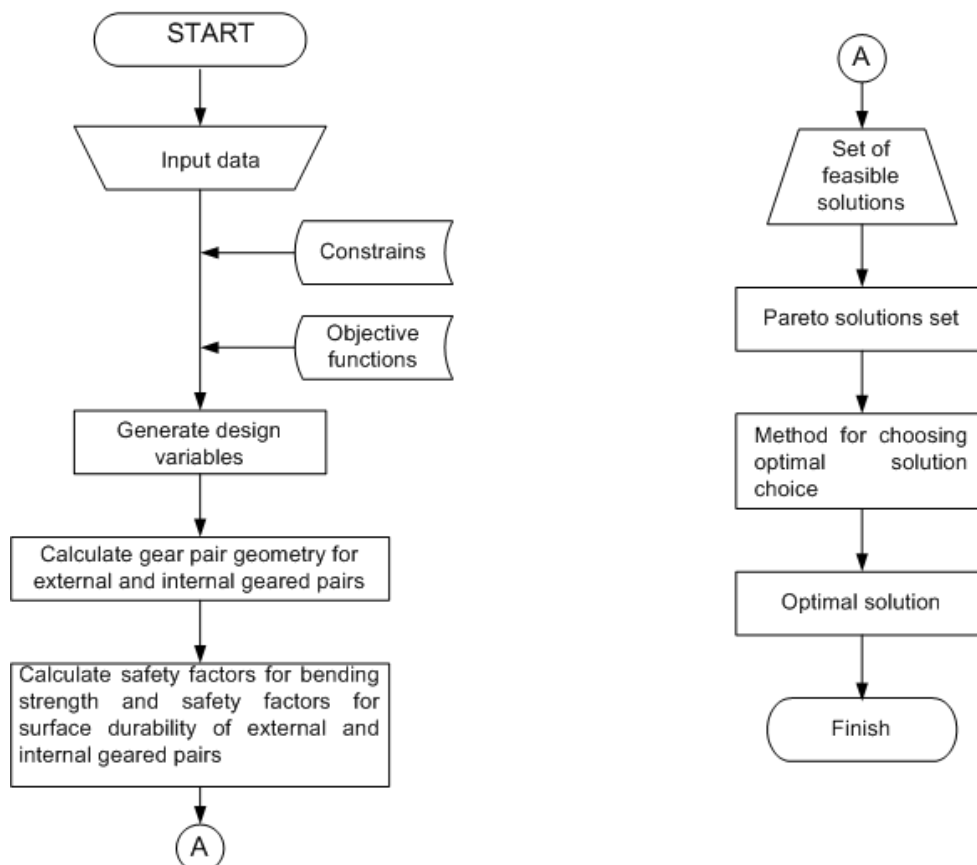 START
Input data
Constrains
Objective
functions
Generate design
variables
Calculate gear pair geometry for
external and internal geared pairs
Calculate safety factors for bending
strength and safety factors for
surface durability of external and
internal geared pairs
A
A
Set of
feasible
solutions
Pareto solutions set
Method for choosing
optimal solution
choice
Optimal solution
Finish